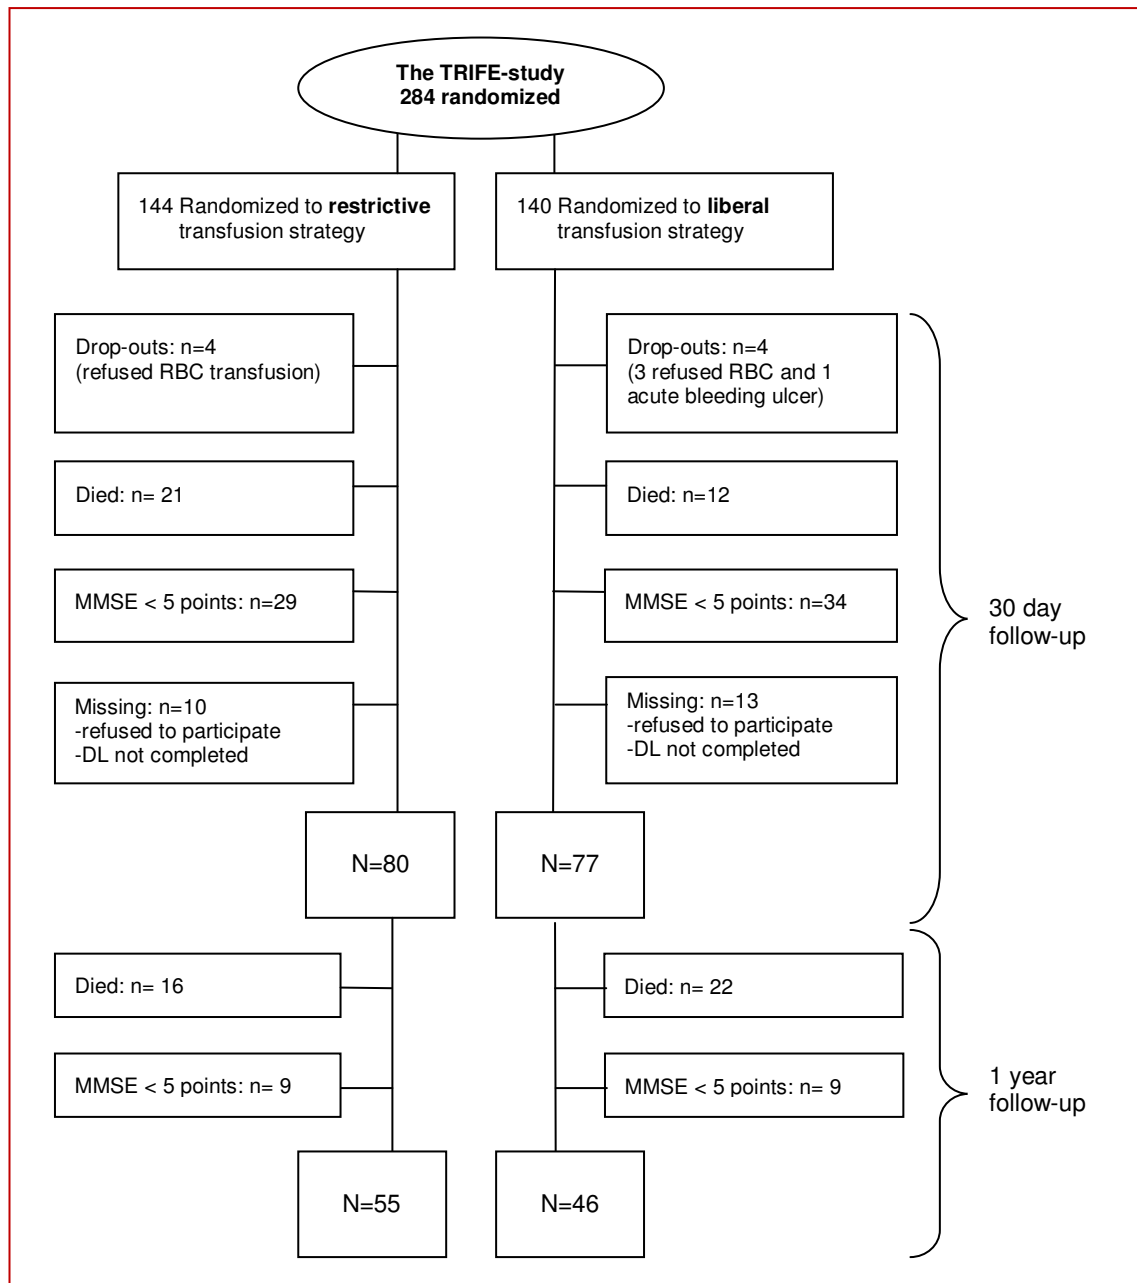 The TRIFE-study
284 randomized
144 Randomized to restrictive
transfusion strategy
140 Randomized to liberal
transfusion strategy
Drop-outs: n=4
(refused RBC transfusion)
Drop-outs: n=4
(3 refused RBC and 1
acute bleeding ulcer)
Died: n= 21
Died: n=12
MMSE < 5 points: n=29
MMSE < 5 points: n=34
30 day
follow-up
Missing: n=10
-refused to participate
-DL not completed
Missing: n=13
-refused to participate
-DL not completed
N=80
N=77
Died: n= 16
Died: n= 22
MMSE < 5 points: n= 9
MMSE < 5 points: n= 9
1 year
follow-up
N=55
N=46